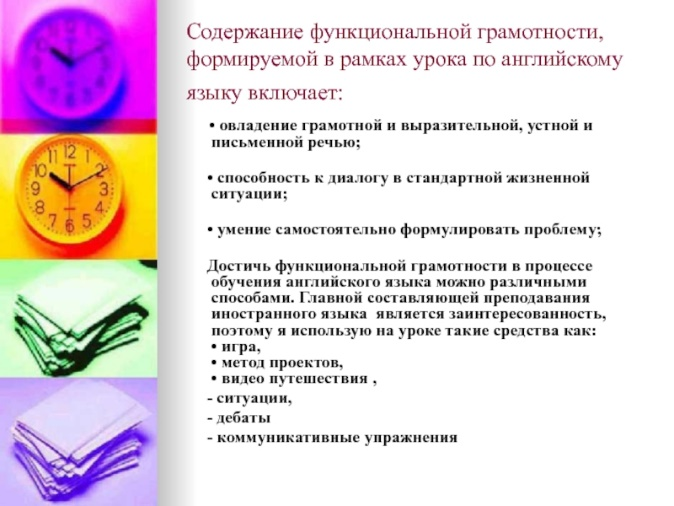 Содержание функциональной грамотности,
формируемой в рамках урока по английскому
языку включает:
• овладение грамотной и выразительной, устной и
письменной речью;
• способность к диалогу в стандартной жизненной
ситуации;
• умение самостоятельно формулировать проблему;
Достичь функциональной грамотности в процессе
обучения английского языка можно различными
способами. Главной составляющей преподавания
иностранного языка является заинтересованность,
поэтому я использую на уроке такие средства как:
• игра,
• метод проектов,
• видео путешествия ,
- ситуации,
- дебаты
- коммуникативные упражнения